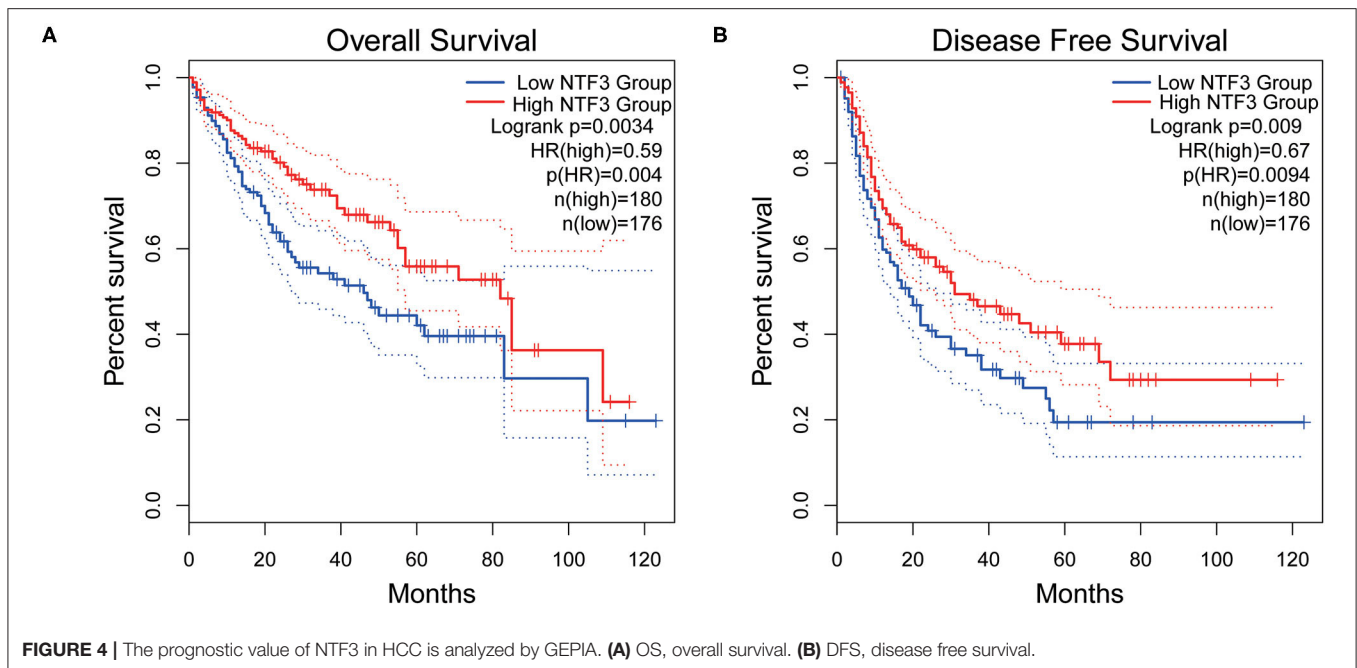 A
Overall Survival
Percent survival
1.0
0.8
0.6
0.4
0.2
0.0
Low NTF3 Group
High NTF3 Group
Logrank p=0.0034
HR(high)=0.59
p(HR)=0.004
n(high)=180
n(low)=176
0 20 40 60 80 100 120
Months
B
Disease Free Survival
Percent survival
1.0
0.8
0.6
0.4
0.2
0.0
Low NTF3 Group
High NTF3 Group
Logrank p=0.009
HR(high)=0.67
p(HR)=0.0094
n(high)=180
n(low)=176
0 20 40 60 80 100 120
Months
FIGURE 4 | The prognostic value of NTF3 in HCC is analyzed by GEPIA. (A) OS, overall survival. (B) DFS, disease free survival.